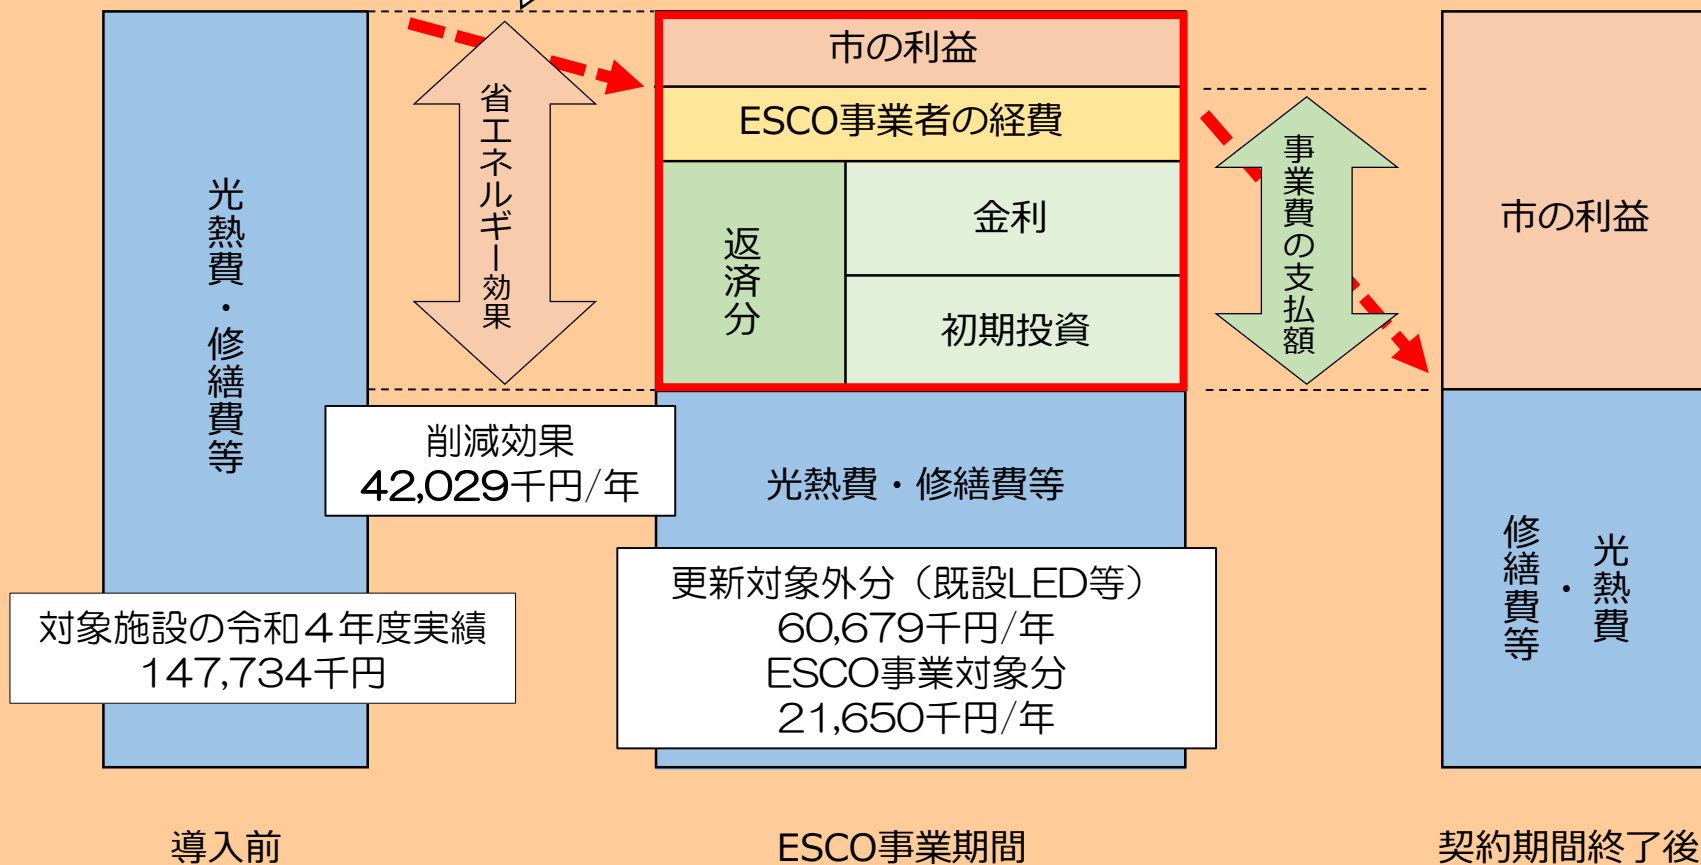 光熱費・修繕費等
対象施設の令和４年度実績
147,734千円
導入前
省エネルギー効果
削減効果
42,029千円/年
市の利益
ESCO事業者の経費
返済分
金利
初期投資
光熱費・修繕費等
更新対象外分（既設LED等）
60,679千円/年
ESCO事業対象分
21,650千円/年
ESCO事業期間
事業費の支払額
市の利益
光熱費・
修繕費等
契約期間終了後